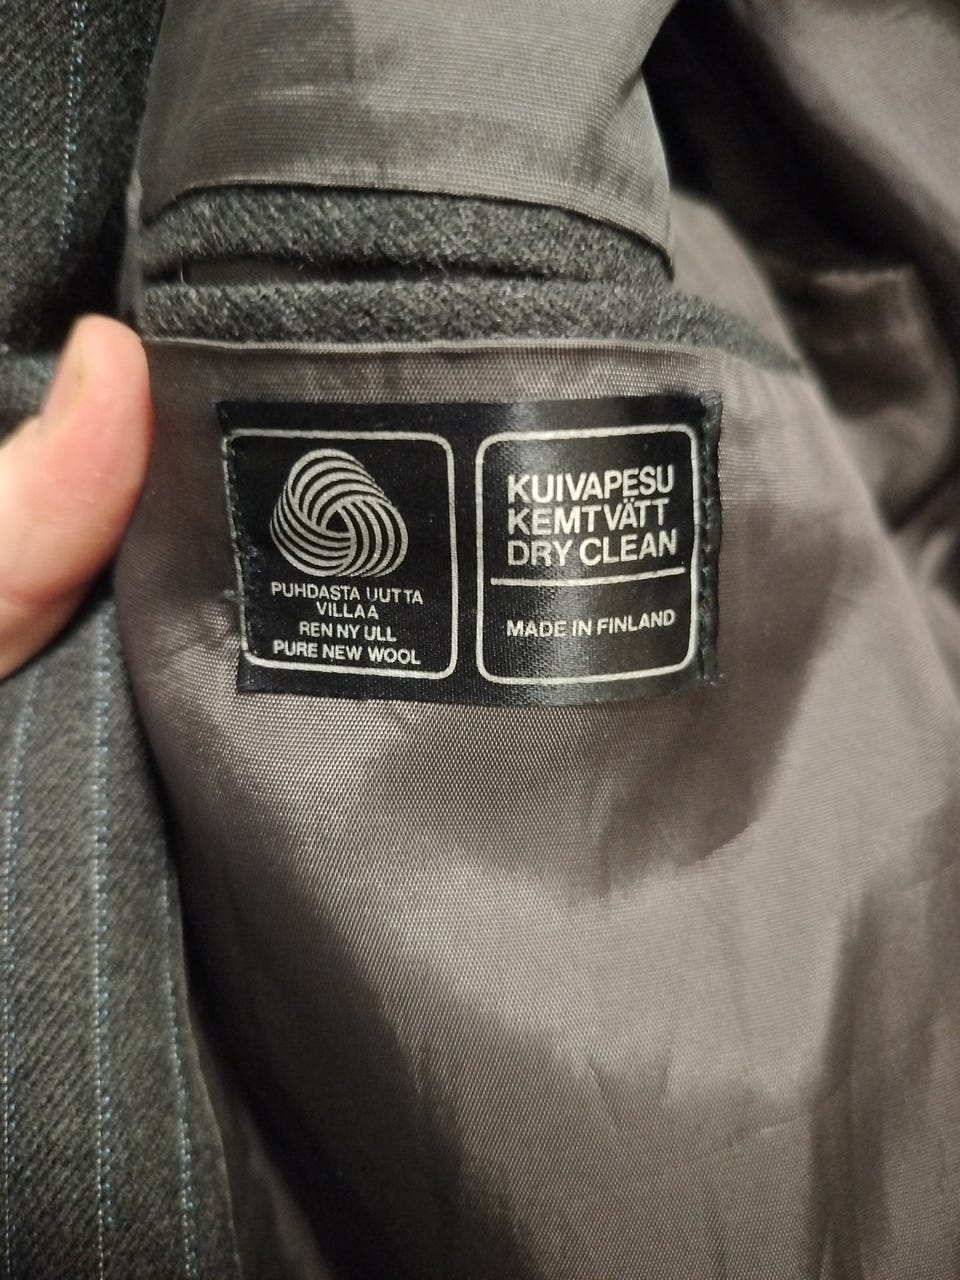 PUHDASTA UUTTA
VILLAA
REN NY ULL
PURE NEW WOOL
KUIVAPESU
KEMTVÄTT
DRY CLEAN
MADE IN FINLAND